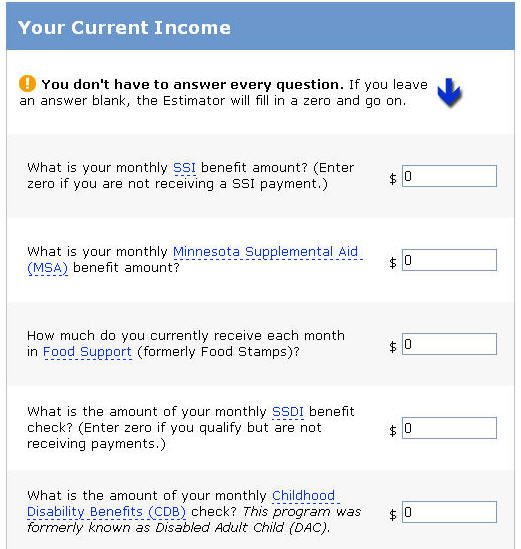 Your Current Income
! You don't have to answer every question. If you leave
an answer blank, the Estimator will fill in a zero and go on.
What is your monthly SSI benefit amount? (Enter
zero if you are not receiving a SSI payment.)
$ 0
What is your monthly Minnesota Supplemental Aid
(MSA) benefit amount?
$ 0
How much do you currently receive each month
in Food Support (formerly Food Stamps)?
$ 0
What is the amount of your monthly SSDI benefit
check? (Enter zero if you qualify but are not
receiving payments.)
$ 0
What is the amount of your monthly Childhood
Disability Benefits (CDB) check? This program was
formerly known as Disabled Adult Child (DAC).
$ 0